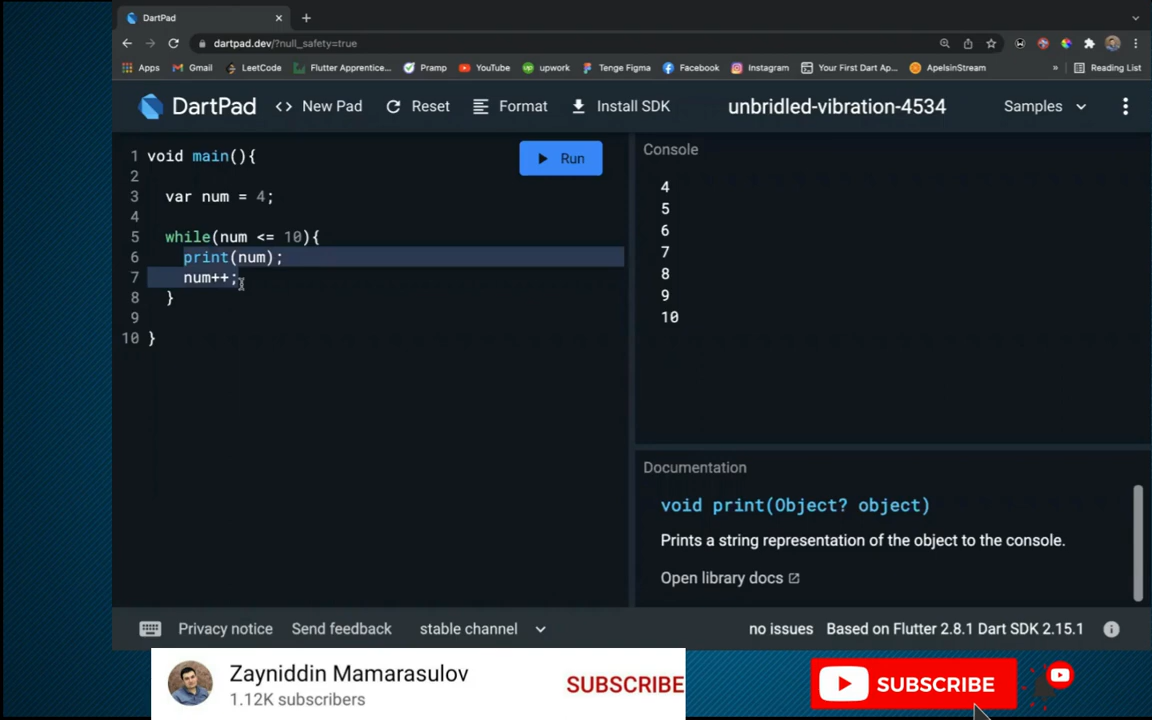 DartPad
dartpad.dev/?null_safety=true
Apps Gmail LeetCode Flutter Apprentice... Pramp YouTube upwork Tenge Figma Facebook Instagram Your First Dart Ap... ApelsinStream » Reading List
DartPad <> New Pad Reset Format Install SDK unbridled-vibration-4534 Samples
Run
1 void main(){
2
3 var num = 4;
4
5 while(num <= 10){
6 print(num);
7 num++;
8 }
9
10 }
Console
4
5
6
7
8
9
10
Documentation
void print(Object? object)
Prints a string representation of the object to the console.
Open library docs
Privacy notice Send feedback stable channel no issues Based on Flutter 2.8.1 Dart SDK 2.15.1
Zayniddin Mamarasulov
1.12K subscribers
SUBSCRIBE
SUBSCRIBE